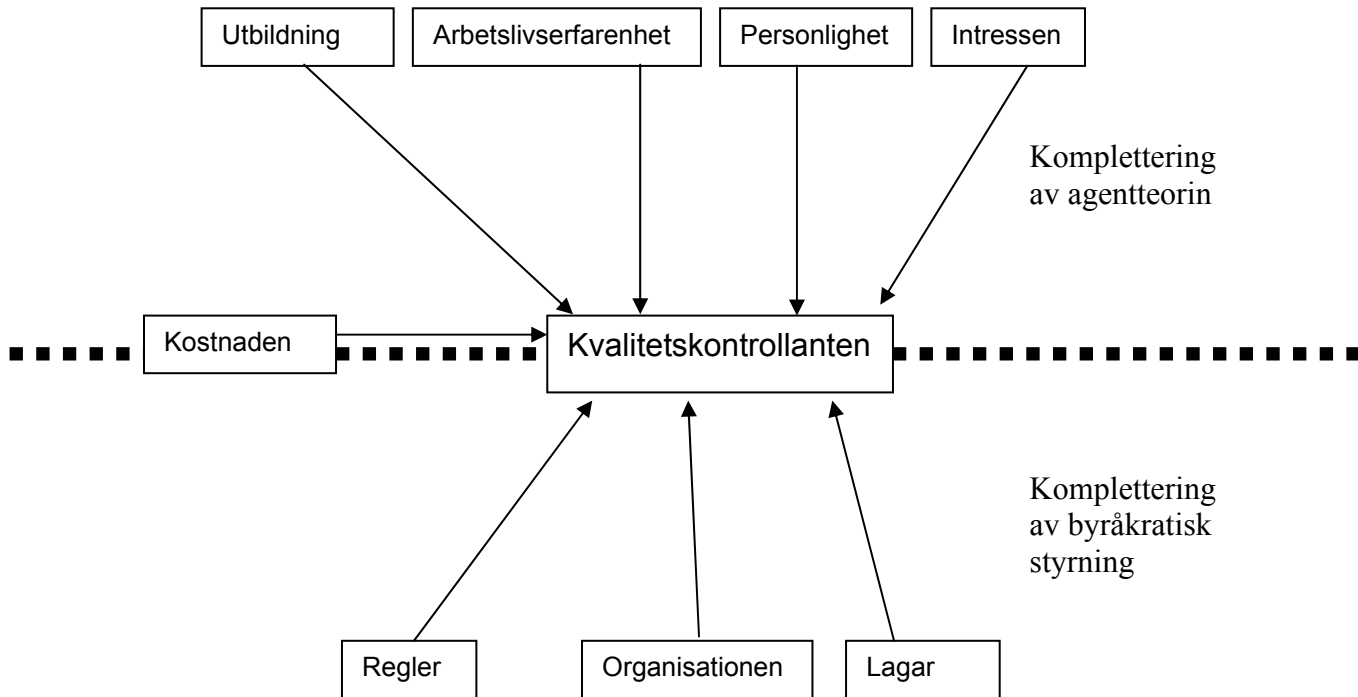 Utbildning
Arbetslivserfarenhet
Personlighet
Intressen
Komplettering
av agentteorin
Kostnaden
Kvalitetskontrollanten
Komplettering
av byråkratisk
styrning
Regler
Organisationen
Lagar